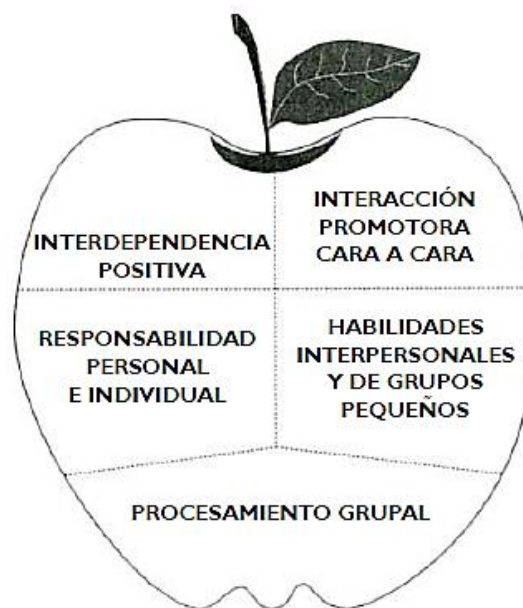 INTERDEPENDENCIA
POSITIVA
INTERACCIÓN
PROMOTORA
CARA A CARA
RESPONSABILIDAD
PERSONAL
E INDIVIDUAL
HABILIDADES
INTERPERSONALES
Y DE GRUPOS
PEQUEÑOS
PROCESAMIENTO GRUPAL